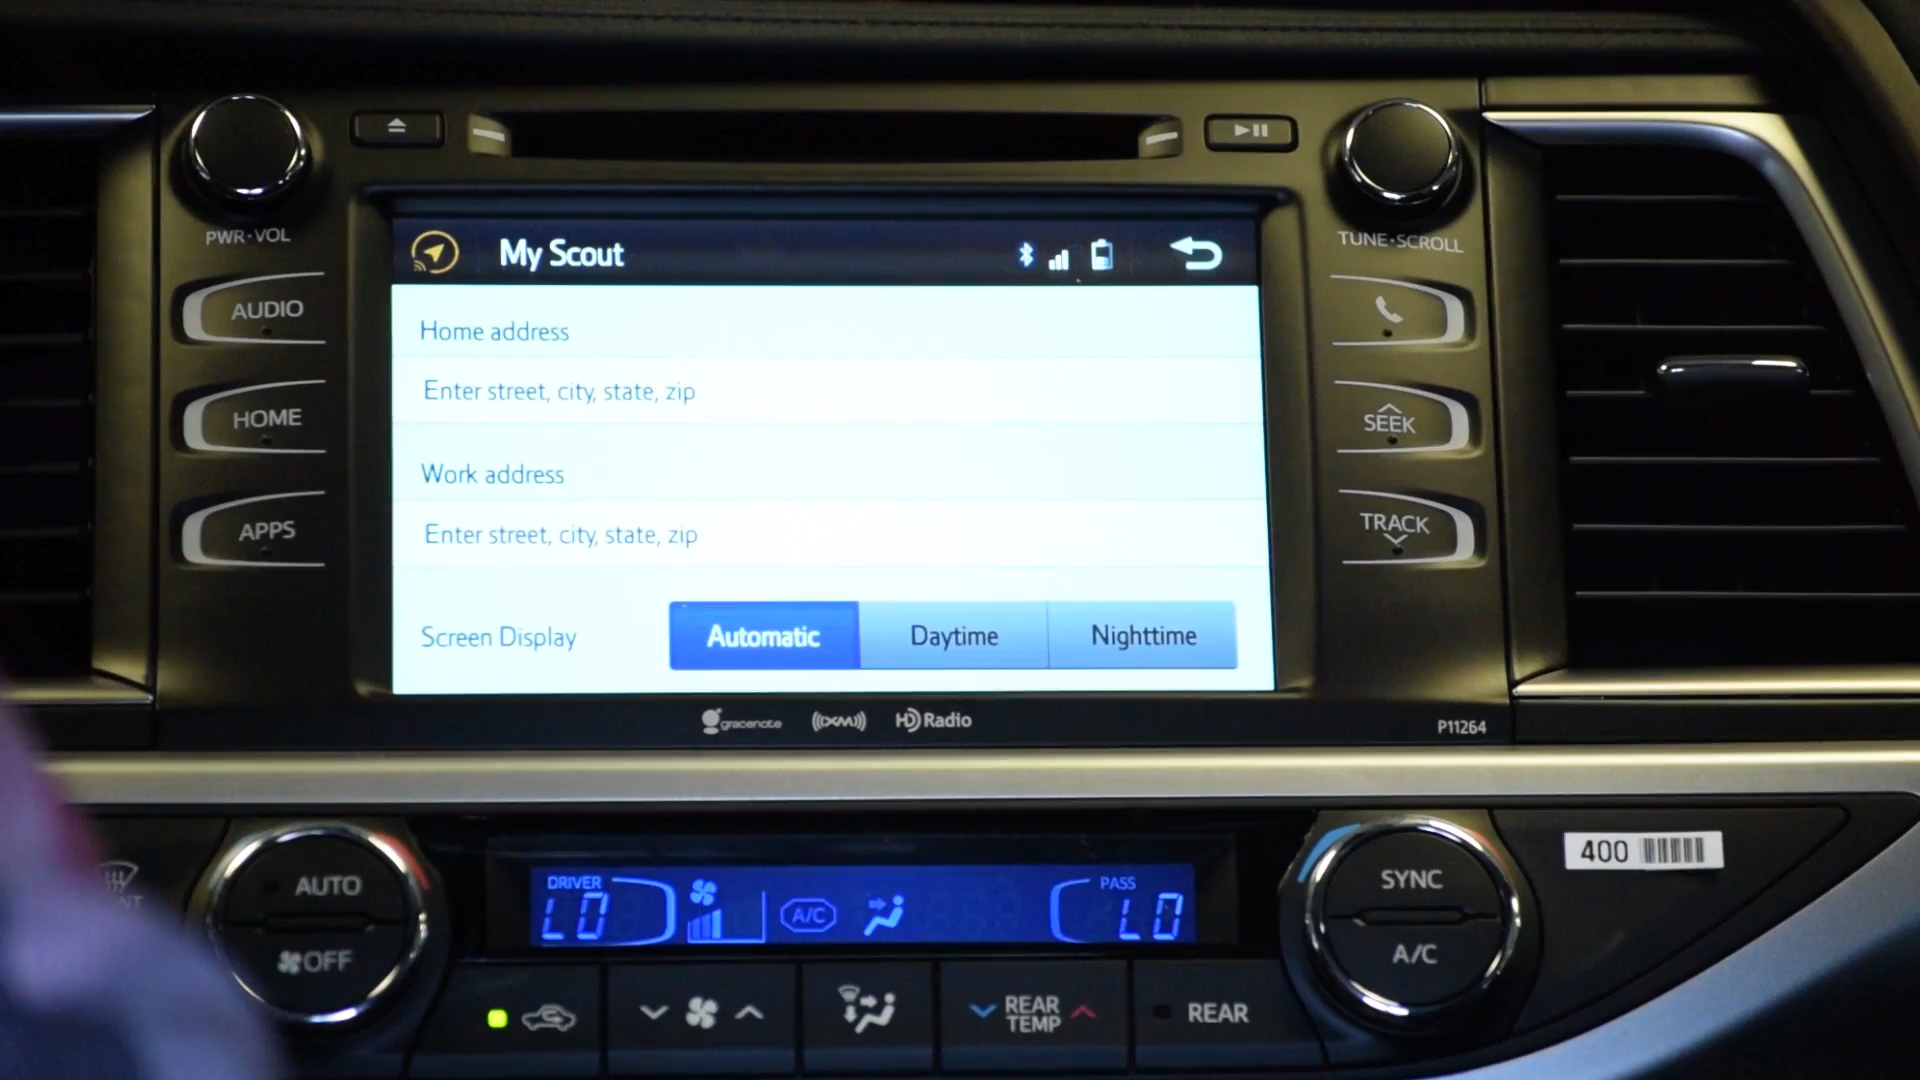 PWR·VOL
TUNE·SCROLL
AUDIO
HOME
APPS
My Scout
Home address
Enter street, city, state, zip
Work address
Enter street, city, state, zip
Screen Display
Automatic
Daytime
Nighttime
SEEK
TRACK
gracenote
((XM))
HD Radio
P11264
AUTO
OFF
DRIVER
LO
A/C
PASS
LO
SYNC
A/C
400
REAR
TEMP
REAR